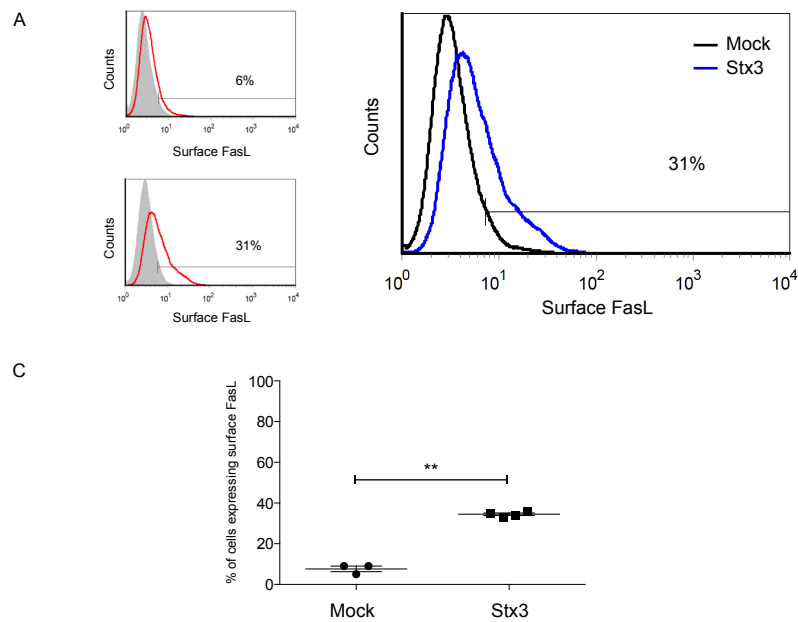 A
Counts
6%
10^0 10^1 10^2 10^3 10^4
Surface FasL
Counts
31%
10^0 10^1 10^2 10^3 10^4
Surface FasL
Counts
Mock
Stx3
31%
10^0 10^1 10^2 10^3 10^4
Surface FasL
C
% of cells expressing surface FasL
100
80
60
40
20
0
**
Mock Stx3